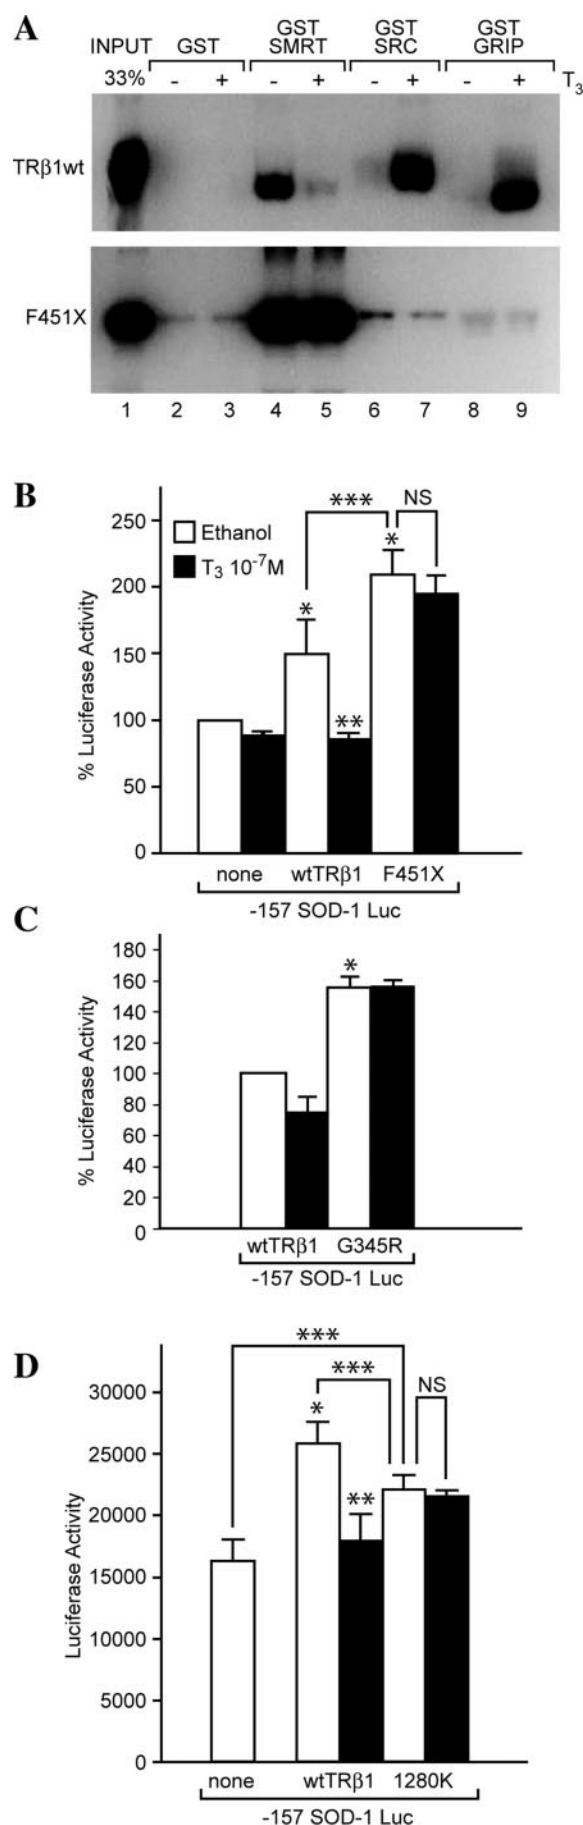 A
INPUT GST GST SMRT GST SRC GST GRIP
33% - + - + - + - + T3
TRβ1wt
F451X
1 2 3 4 5 6 7 8 9
B
*** NS
250
200
150
100
50
0
% Luciferase Activity
Ethanol
T3 10-7M
*
**
*
none wtTRβ1 F451X
-157 SOD-1 Luc
C
180
160
140
120
100
80
60
40
20
0
% Luciferase Activity
*
wtTRβ1 G345R
-157 SOD-1 Luc
D
***
*** NS
30000
25000
20000
15000
10000
5000
0
Luciferase Activity
*
**
none wtTRβ1 1280K
-157 SOD-1 Luc